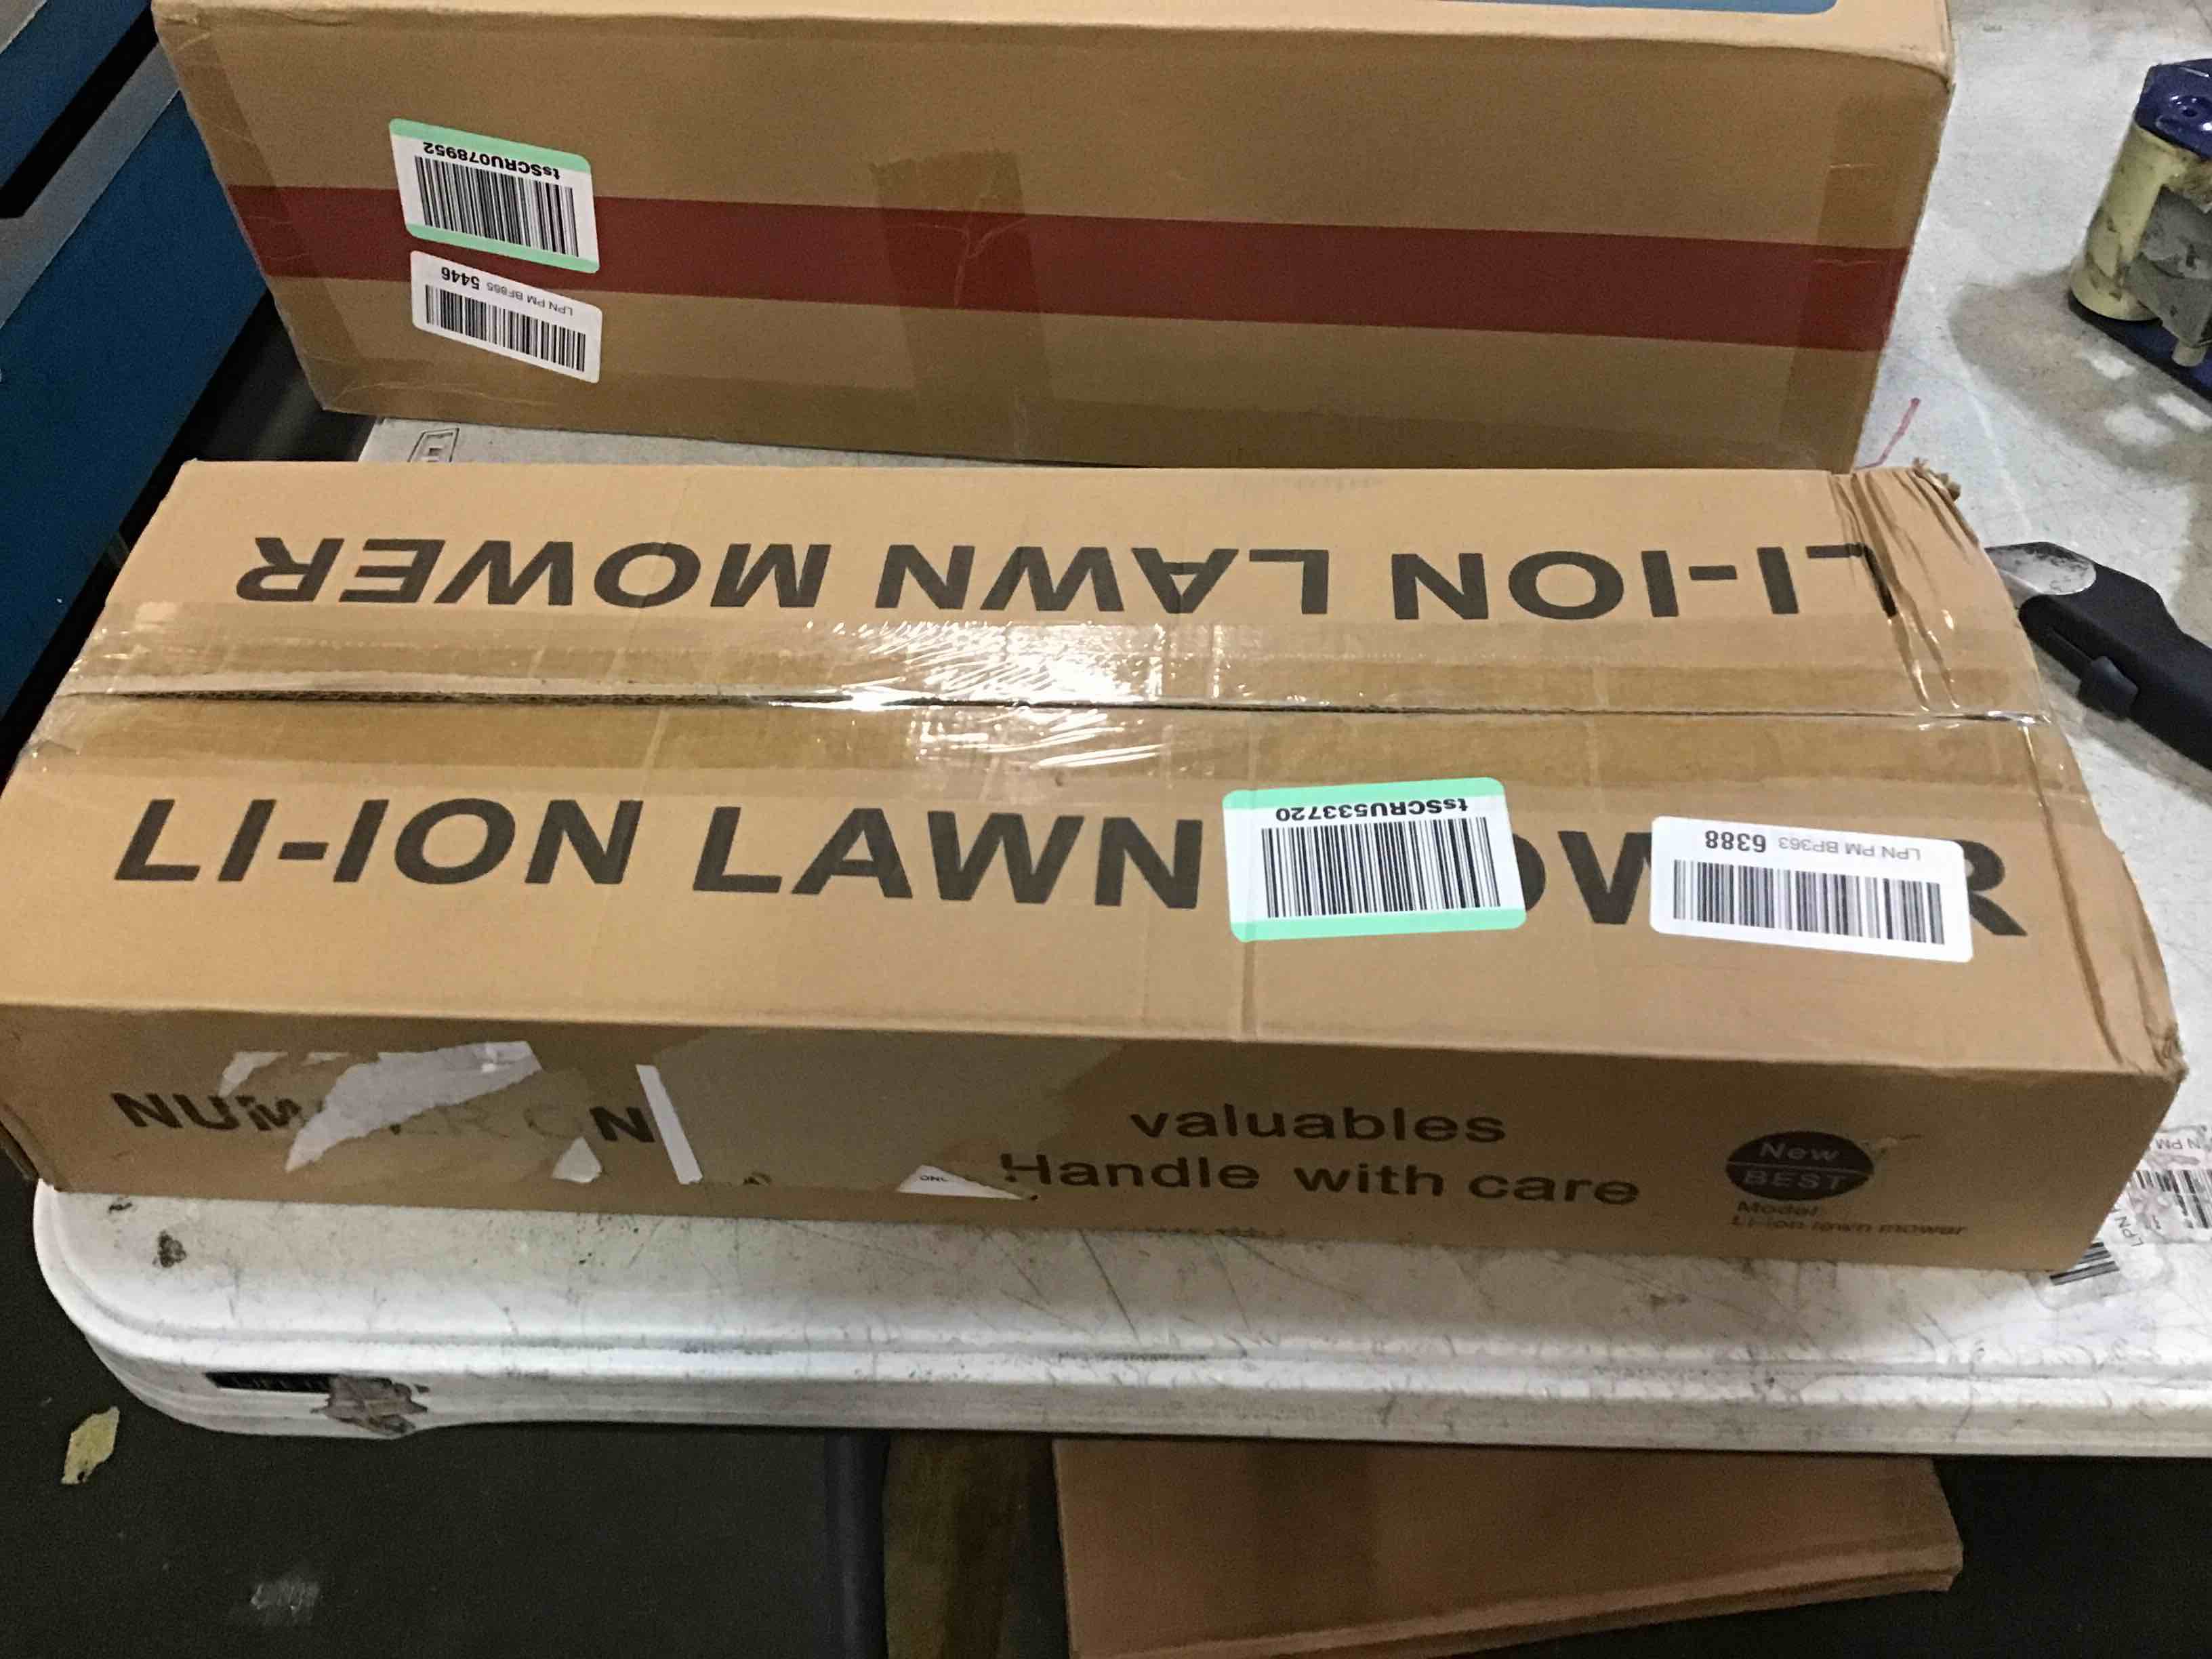 tsSCRU078952
LPN PM BF865 5446
LI-ION LAWN MOWER
LI-ION LAWN
tsSCRU533720
LPN PM BP363 6388
valuables
Handle with care
New
BEST
Model:
Li-ion lawn mower